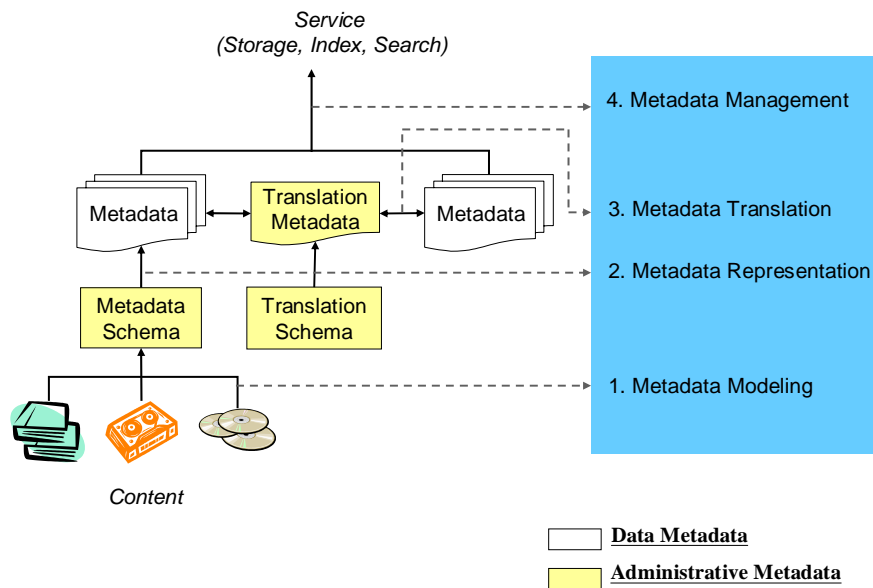 Service
(Storage, Index, Search)
4. Metadata Management
Metadata
Translation
Metadata
Metadata
3. Metadata Translation
2. Metadata Representation
Metadata
Schema
Translation
Schema
1. Metadata Modeling
Content
Data Metadata
Administrative Metadata